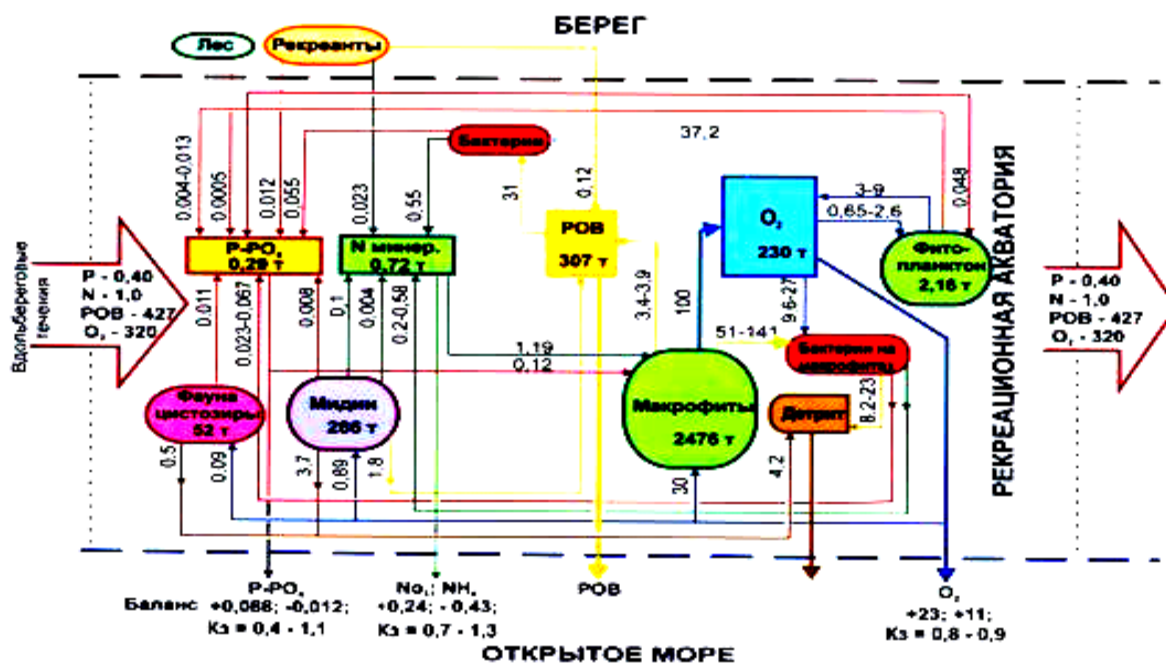 БЕРЕГ
Лес
Рекреанты
Бактерии
37,2
0.004-0,013
0.0005
0.012
0.055
0.023
0,55
31
0.12
3-9
0,65-2,6
0,048
P-PO₄
0,29 т
N минер.
0,72 т
РОВ
307 т
O₂
230 т
Фито-
планктон
2,16 т
Вдольбереговые
течения
P - 0,40
N - 1,0
РОВ - 427
O₂ - 320
P - 0,40
N - 1,0
РОВ - 427
O₂ - 320
РЕКРЕАЦИОННАЯ АКВАТОРИЯ
0.011
0.023-0,067
0,008
0,1
0,004
0.2-0,58
1,19
0,12
3.4-3,9
100
51-141
9.6-27
Бактерии на
макрофитах
8.2-23
Фауна
цистозиры
52 т
Мидии
266 т
Макрофиты
2476 т
Детрит
0.5
0.09
3,7
0,89
1,8
30
4,2
P-PO₄
No₃; NH₄
РОВ
O₂
Баланс +0,088; -0,012;
+0,24; - 0,43;
+23; +11;
Кз = 0,4 - 1,1
Кз = 0,7 - 1,3
Кз = 0,8 - 0,9
ОТКРЫТОЕ МОРЕ